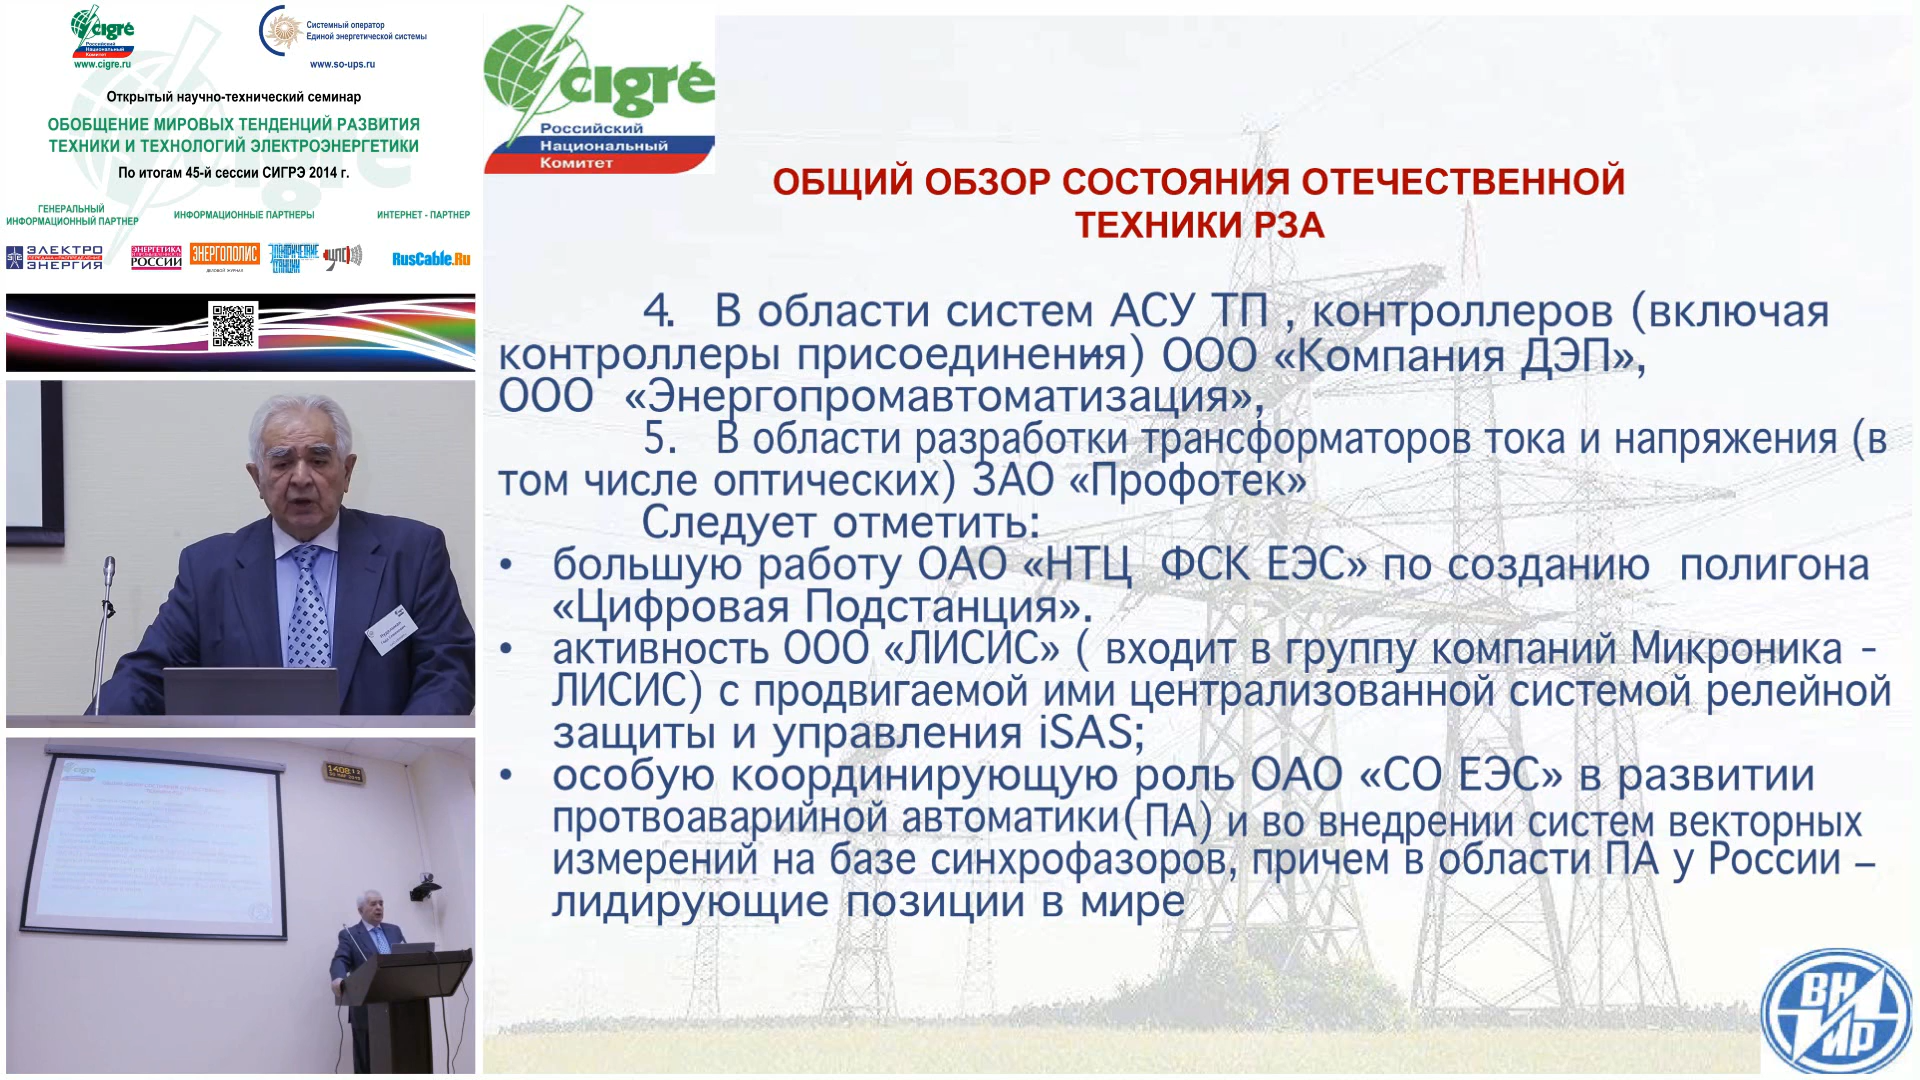 cigré
Российский
Национальный
Комитет
www.cigre.ru
Системный оператор
Единой энергетической системы
www.so-ups.ru
Открытый научно-технический семинар
ОБОБЩЕНИЕ МИРОВЫХ ТЕНДЕНЦИЙ РАЗВИТИЯ
ТЕХНИКИ И ТЕХНОЛОГИЙ ЭЛЕКТРОЭНЕРГЕТИКИ
По итогам 45-й сессии СИГРЭ 2014 г.
ГЕНЕРАЛЬНЫЙ
ИНФОРМАЦИОННЫЙ ПАРТНЕР
ИНФОРМАЦИОННЫЕ ПАРТНЕРЫ
ИНТЕРНЕТ - ПАРТНЕР
ЭЛЕКТРО
ЭНЕРГИЯ
ЭНЕРГЕТИКА
РОССИИ
ЭНЕРГОПОЛИС
ДЕЛОВОЙ ЖУРНАЛ
RusCable.Ru
cigré
Российский
Национальный
Комитет
ОБЩИЙ ОБЗОР СОСТОЯНИЯ ОТЕЧЕСТВЕННОЙ
ТЕХНИКИ РЗА
4. В области систем АСУ ТП , контроллеров (включая
контроллеры присоединения) ООО «Компания ДЭП»,
ООО «Энергопромавтоматизация»,
5. В области разработки трансформаторов тока и напряжения (в
том числе оптических) ЗАО «Профотек»
Следует отметить:
• большую работу ОАО «НТЦ ФСК ЕЭС» по созданию полигона
«Цифровая Подстанция».
• активность ООО «ЛИСИС» ( входит в группу компаний Микроника -
ЛИСИС) с продвигаемой ими централизованной системой релейной
защиты и управления iSAS;
• особую координирующую роль ОАО «СО ЕЭС» в развитии
протвоаварийной автоматики(ПА) и во внедрении систем векторных
измерений на базе синхрофазоров, причем в области ПА у России –
лидирующие позиции в мире
ВНИИР